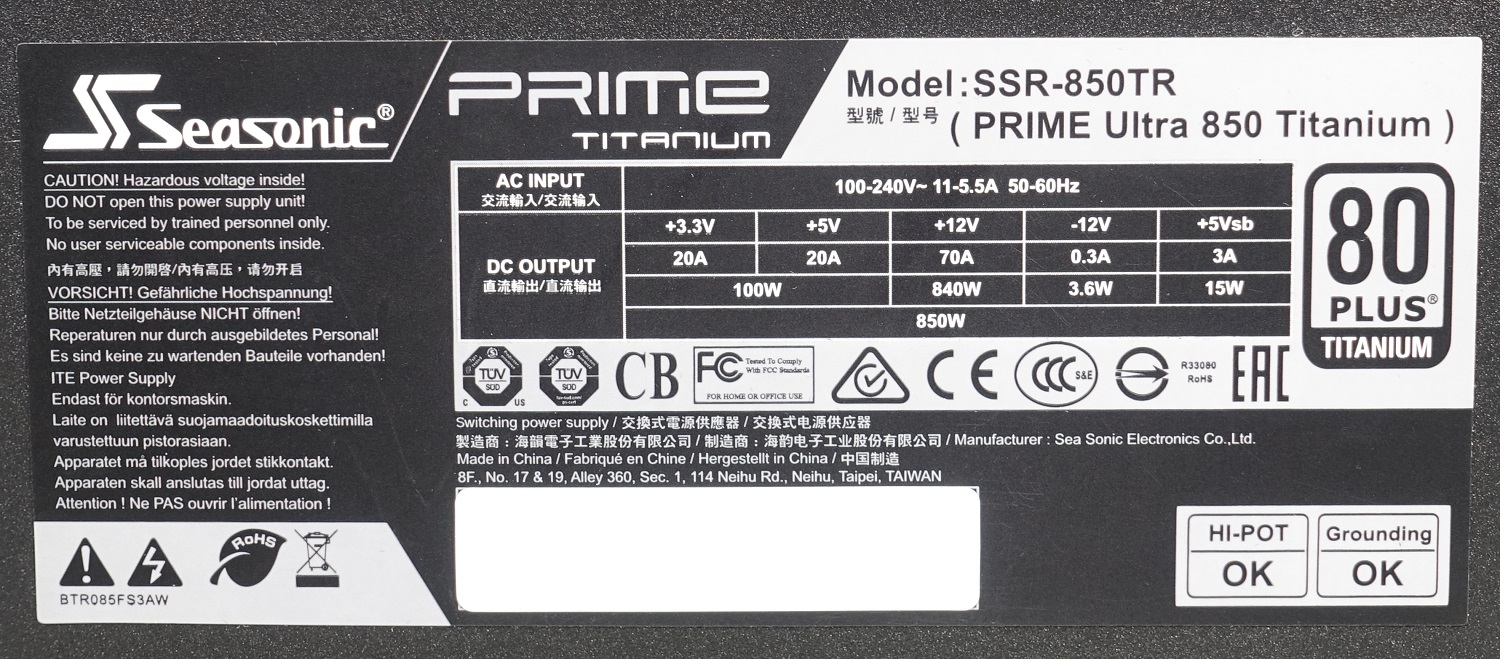 Seasonic®
PRIME
TITANIUM
Model:SSR-850TR
型號 / 型号 ( PRIME Ultra 850 Titanium )
CAUTION! Hazardous voltage inside!
DO NOT open this power supply unit!
To be serviced by trained personnel only.
No user serviceable components inside.
內有高壓，請勿開啓/内有高压，请勿开启
VORSICHT! Gefährliche Hochspannung!
Bitte Netzteilgehäuse NICHT öffnen!
Reperaturen nur durch ausgebildetes Personal!
Es sind keine zu wartenden Bauteile vorhanden!
ITE Power Supply
Endast för kontorsmaskin.
Laite on liitettävä suojamaadoituskoskettimilla
varustettuun pistorasiaan.
Apparatet må tilkoples jordet stikkontakt.
Apparaten skall anslutas till jordat uttag.
Attention ! Ne PAS ouvrir l'alimentation !
RoHS
BTR085FS3AW
AC INPUT
交流輸入/交流输入
100-240V~ 11-5.5A 50-60Hz
DC OUTPUT
直流輸出/直流输出
+3.3V +5V +12V -12V +5Vsb
20A 20A 70A 0.3A 3A
100W 840W 3.6W 15W
850W
80
PLUS®
TITANIUM
TÜV
SÜD
C US
TÜV
SÜD
CB
FC Tested To Comply
With FCC Standards
FOR HOME OR OFFICE USE
CE
CCC S&E
R33080
RoHS
EAC
Switching power supply / 交換式電源供應器 / 交换式电源供应器
製造商 : 海韻電子工業股份有限公司 / 制造商 : 海韵电子工业股份有限公司 / Manufacturer : Sea Sonic Electronics Co.,Ltd.
Made in China / Fabriqué en Chine / Hergestellt in China / 中国制造
8F., No. 17 & 19, Alley 360, Sec. 1, 114 Neihu Rd., Neihu, Taipei, TAIWAN
HI-POT
OK
Grounding
OK